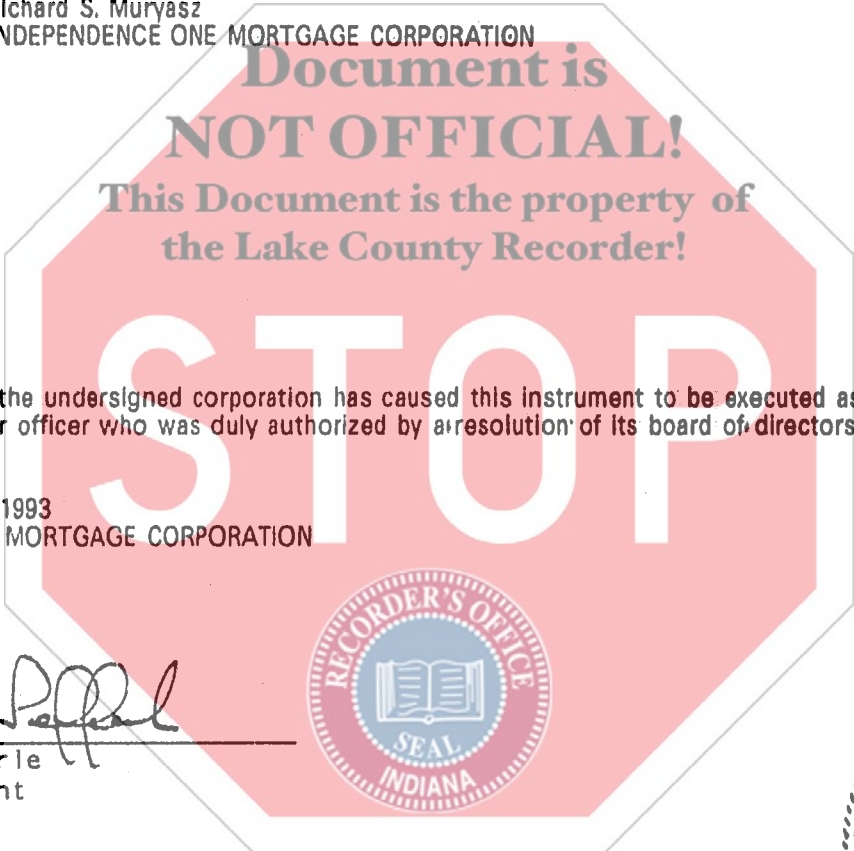 ichard S. Muryasz
NDEPENDENCE ONE MORTGAGE CORPORATION
Document is
NOT OFFICIAL!
This Document is the property of
the Lake County Recorder!
STOP
the undersigned corporation has caused this instrument to be executed as
r officer who was duly authorized by a resolution of its board of directors
1993
MORTGAGE CORPORATION
RECORDER'S OFFICE
SEAL
INDIANA
rle
nt